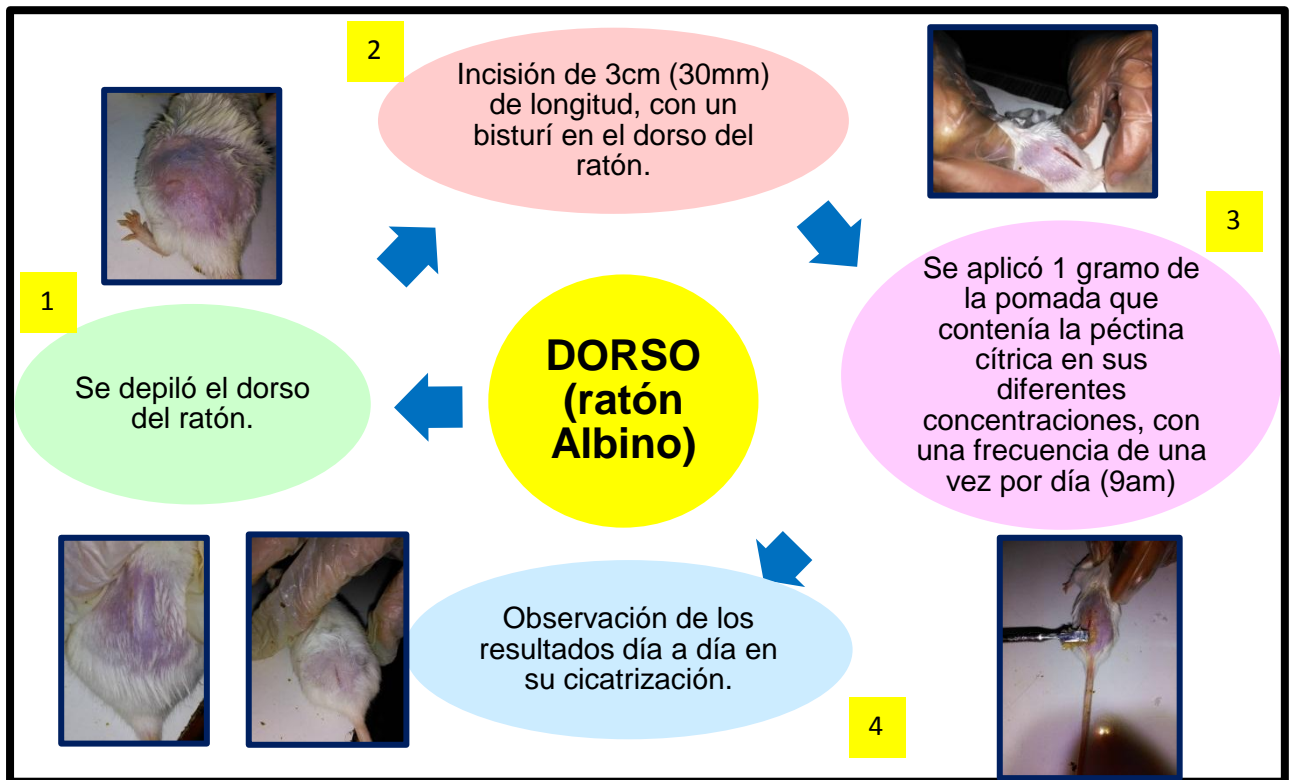 DORSO
(ratón
Albino)
1
Se depiló el dorso
del ratón.
2
Incisión de 3cm (30mm)
de longitud, con un
bisturí en el dorso del
ratón.
3
Se aplicó 1 gramo de
la pomada que
contenía la péctina
cítrica en sus
diferentes
concentraciones, con
una frecuencia de una
vez por día (9am)
4
Observación de los
resultados día a día en
su cicatrización.